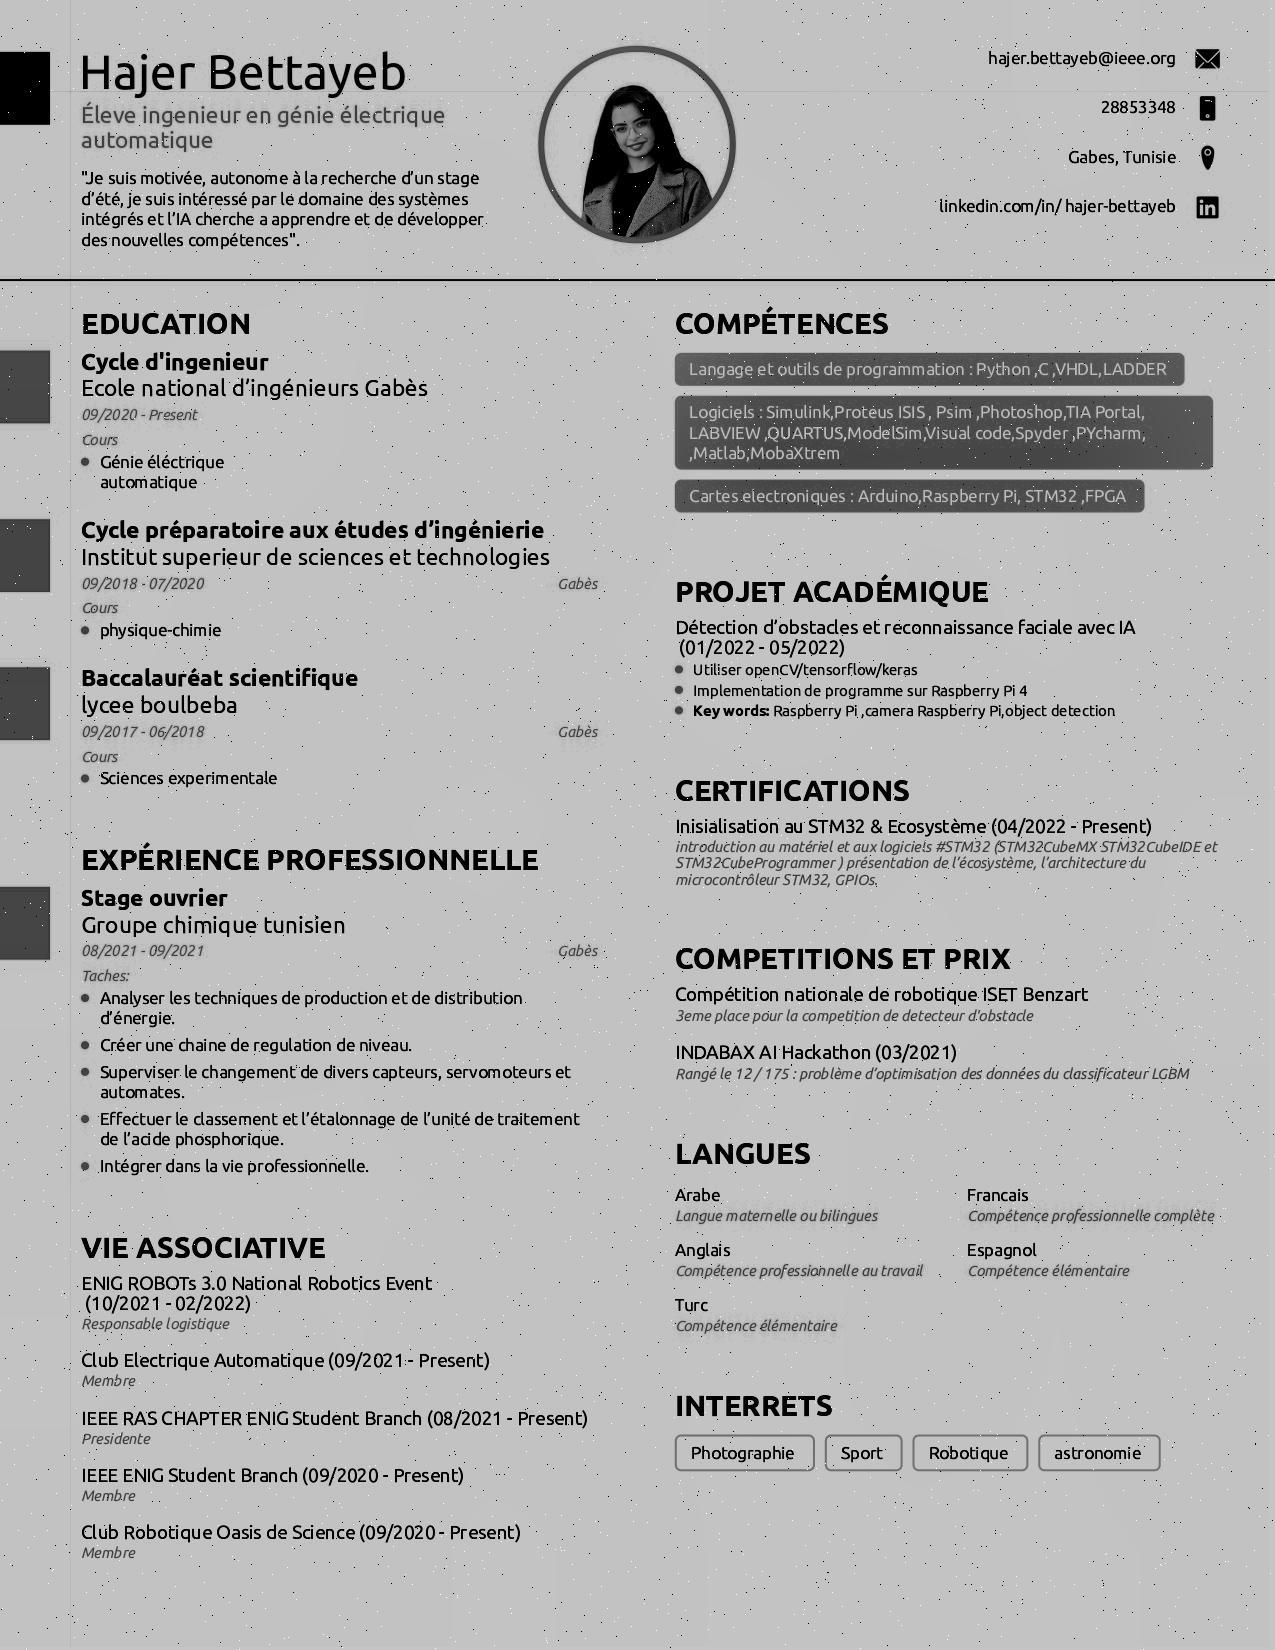 Hajer Bettayeb
Éleve ingenieur en génie électrique
automatique
"Je suis motivée, autonome à la recherche d'un stage
d'été, je suis intéressé par le domaine des systèmes
intégrés et l'IA cherche a apprendre et de développer
des nouvelles compétences".
hajer.bettayeb@ieee.org
28853348
Gabes, Tunisie
linkedin.com/in/ hajer-bettayeb
EDUCATION
Cycle d'ingenieur
Ecole national d'ingénieurs Gabès
09/2020 - Present
Cours
Génie éléctrique
automatique
Cycle préparatoire aux études d'ingénierie
Institut superieur de sciences et technologies
09/2018 - 07/2020 Gabès
Cours
physique-chimie
Baccalauréat scientifique
lycee boulbeba
09/2017 - 06/2018 Gabès
Cours
Sciences experimentale
EXPÉRIENCE PROFESSIONNELLE
Stage ouvrier
Groupe chimique tunisien
08/2021 - 09/2021 Gabès
Taches:
Analyser les techniques de production et de distribution
d'énergie.
Créer une chaine de regulation de niveau.
Superviser le changement de divers capteurs, servomoteurs et
automates.
Effectuer le classement et l'étalonnage de l'unité de traitement
de l'acide phosphorique.
Intégrer dans la vie professionnelle.
VIE ASSOCIATIVE
ENIG ROBOTs 3.0 National Robotics Event
(10/2021 - 02/2022)
Responsable logistique
Club Electrique Automatique (09/2021 - Present)
Membre
IEEE RAS CHAPTER ENIG Student Branch (08/2021 - Present)
Presidente
IEEE ENIG Student Branch (09/2020 - Present)
Membre
Club Robotique Oasis de Science (09/2020 - Present)
Membre
COMPÉTENCES
Langage et outils de programmation : Python ,C ,VHDL,LADDER
Logiciels : Simulink,Proteus ISIS , Psim ,Photoshop,TIA Portal,
LABVIEW ,QUARTUS,ModelSim,Visual code,Spyder ,PYcharm,
,Matlab,MobaXtrem
Cartes electroniques : Arduino,Raspberry Pi, STM32 ,FPGA
PROJET ACADÉMIQUE
Détection d'obstacles et reconnaissance faciale avec IA
(01/2022 - 05/2022)
Utiliser openCV/tensorflow/keras
Implementation de programme sur Raspberry Pi 4
Key words: Raspberry Pi ,camera Raspberry Pi,object detection
CERTIFICATIONS
Inisialisation au STM32 & Ecosystème (04/2022 - Present)
introduction au matériel et aux logiciels #STM32 (STM32CubeMX STM32CubeIDE et
STM32CubeProgrammer ) présentation de l'écosystème, l'architecture du
microcontrôleur STM32, GPIOs.
COMPETITIONS ET PRIX
Compétition nationale de robotique ISET Benzart
3eme place pour la competition de detecteur d'obstacle
INDABAX AI Hackathon (03/2021)
Rangé le 12 / 175 : problème d'optimisation des données du classificateur LGBM
LANGUES
Arabe
Langue maternelle ou bilingues
Francais
Compétence professionnelle complète
Anglais
Compétence professionnelle au travail
Espagnol
Compétence élémentaire
Turc
Compétence élémentaire
INTERRETS
Photographie Sport Robotique astronomie